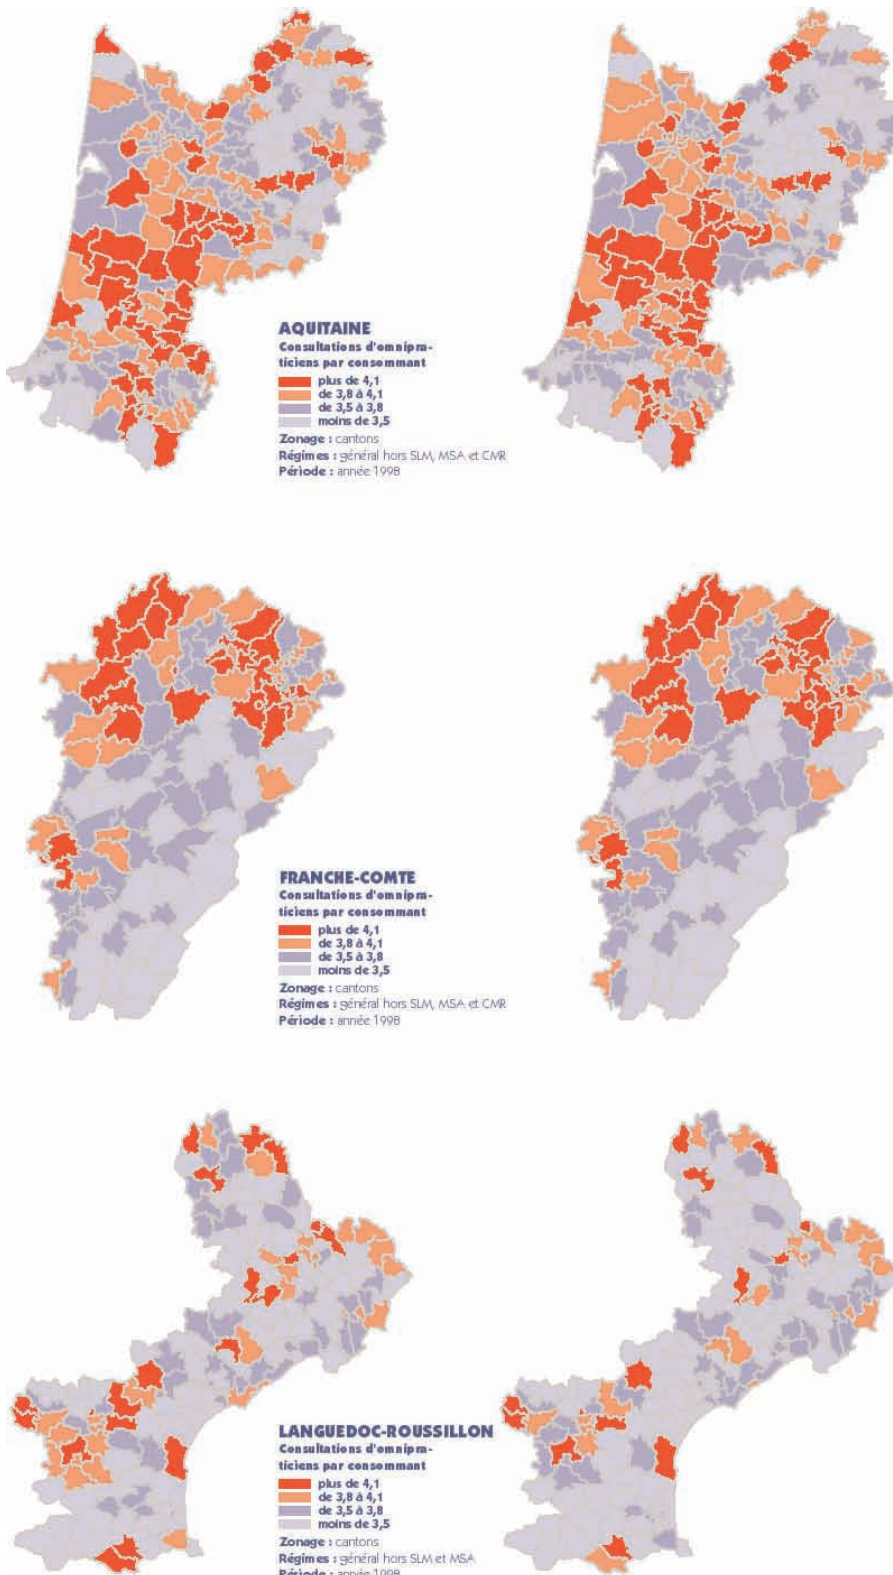 AQUITAINE
Consultations d'omnipra-
ticiens par consommant
plus de 4,1
de 3,8 à 4,1
de 3,5 à 3,8
moins de 3,5
Zonage : cantons
Régimes : général hors SLM, MSA et CMR
Période : année 1998
FRANCHE-COMTE
Consultations d'omnipra-
ticiens par consommant
plus de 4,1
de 3,8 à 4,1
de 3,5 à 3,8
moins de 3,5
Zonage : cantons
Régimes : général hors SLM, MSA et CMR
Période : année 1998
LANGUEDOC-ROUSSILLON
Consultations d'omnipra-
ticiens par consommant
plus de 4,1
de 3,8 à 4,1
de 3,5 à 3,8
moins de 3,5
Zonage : cantons
Régimes : général hors SLM et MSA
Période : année 1998